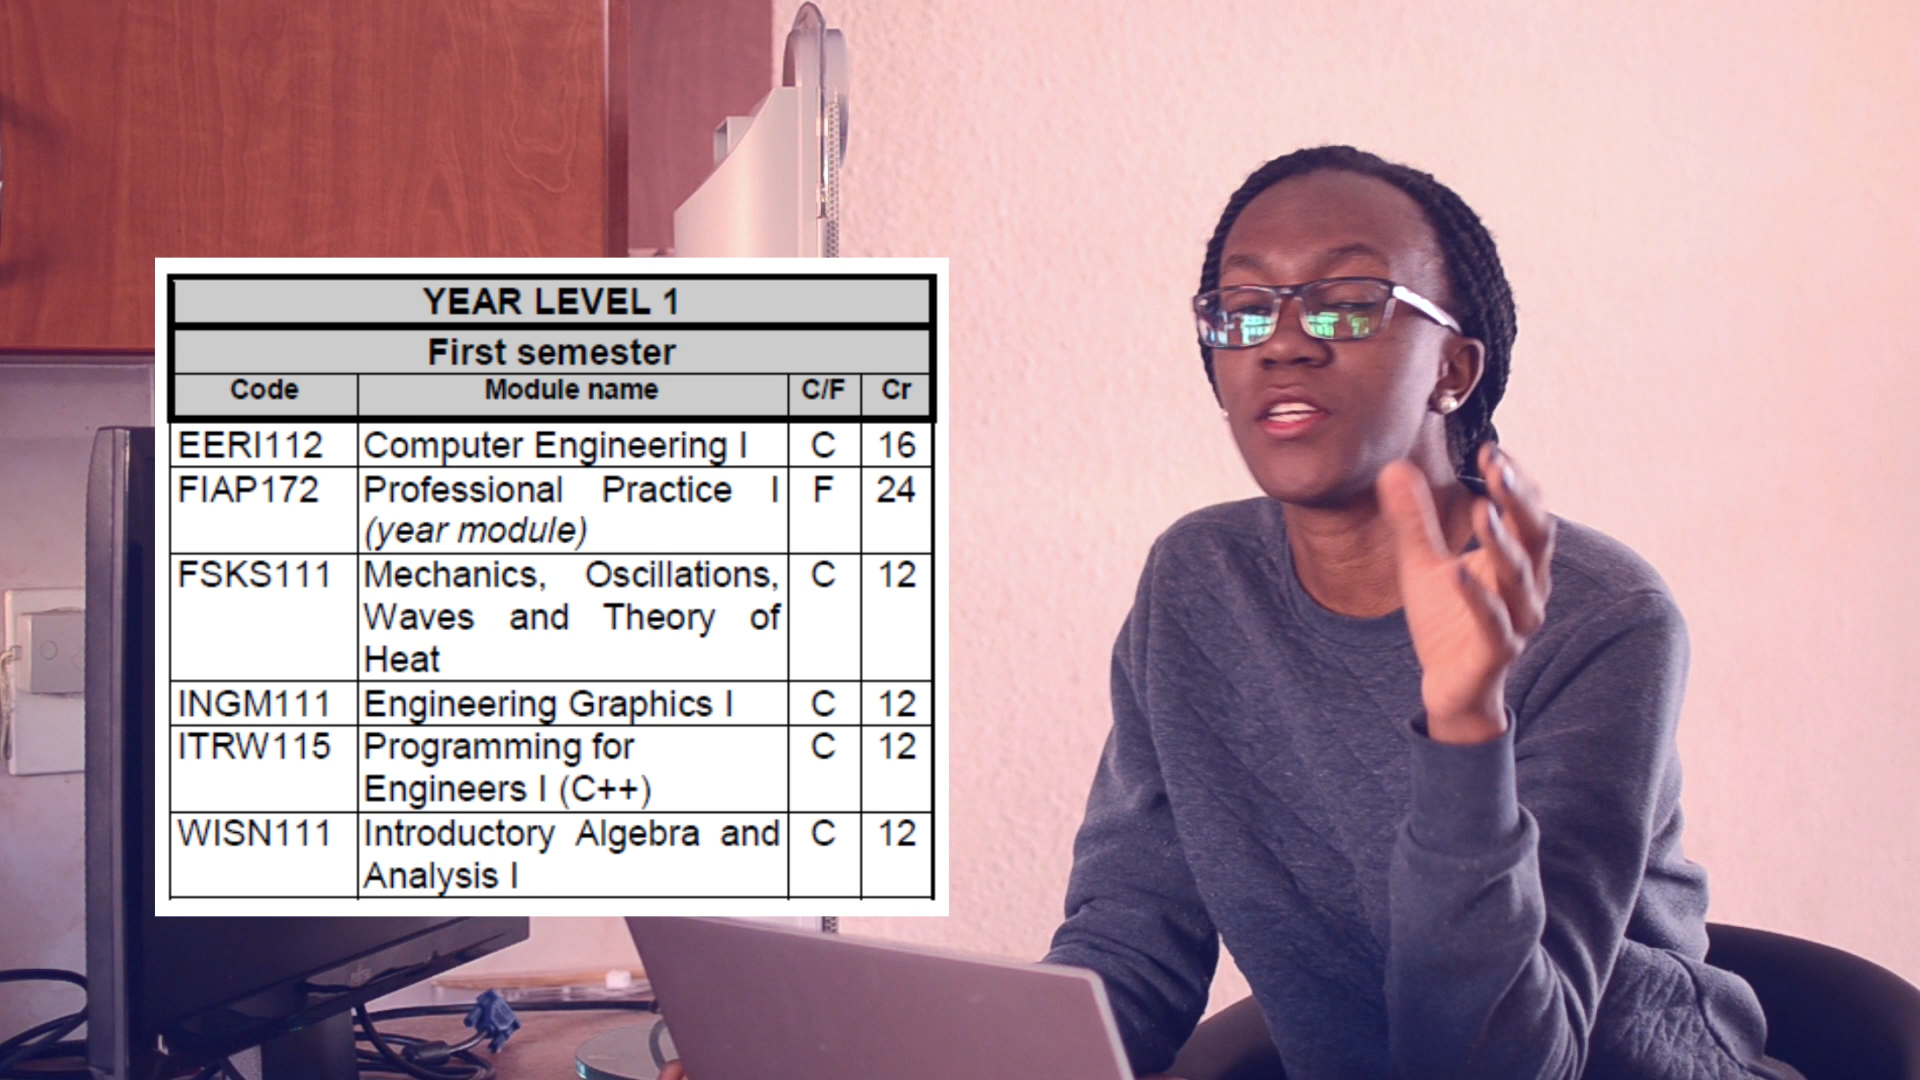 YEAR LEVEL 1
First semester
Code Module name C/F Cr
EERI112 Computer Engineering I C 16
FIAP172 Professional Practice I F 24
(year module)
FSKS111 Mechanics, Oscillations, C 12
Waves and Theory of
Heat
INGM111 Engineering Graphics I C 12
ITRW115 Programming for C 12
Engineers I (C++)
WISN111 Introductory Algebra and C 12
Analysis I